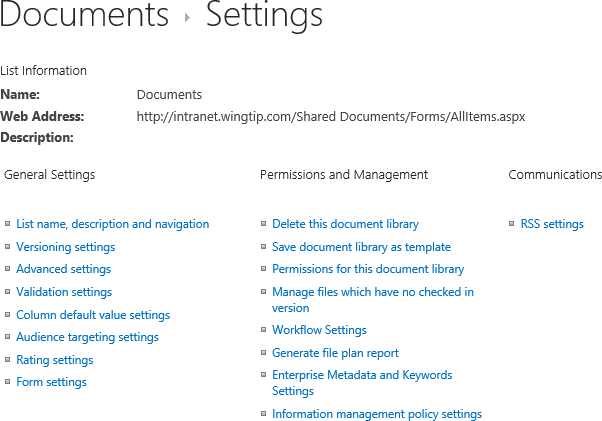 Documents ▸ Settings
List Information
Name: Documents
Web Address: http://intranet.wingtip.com/Shared Documents/Forms/AllItems.aspx
Description:
General Settings
List name, description and navigation
Versioning settings
Advanced settings
Validation settings
Column default value settings
Audience targeting settings
Rating settings
Form settings
Permissions and Management
Delete this document library
Save document library as template
Permissions for this document library
Manage files which have no checked in
version
Workflow Settings
Generate file plan report
Enterprise Metadata and Keywords
Settings
Information management policy settings
Communications
RSS settings